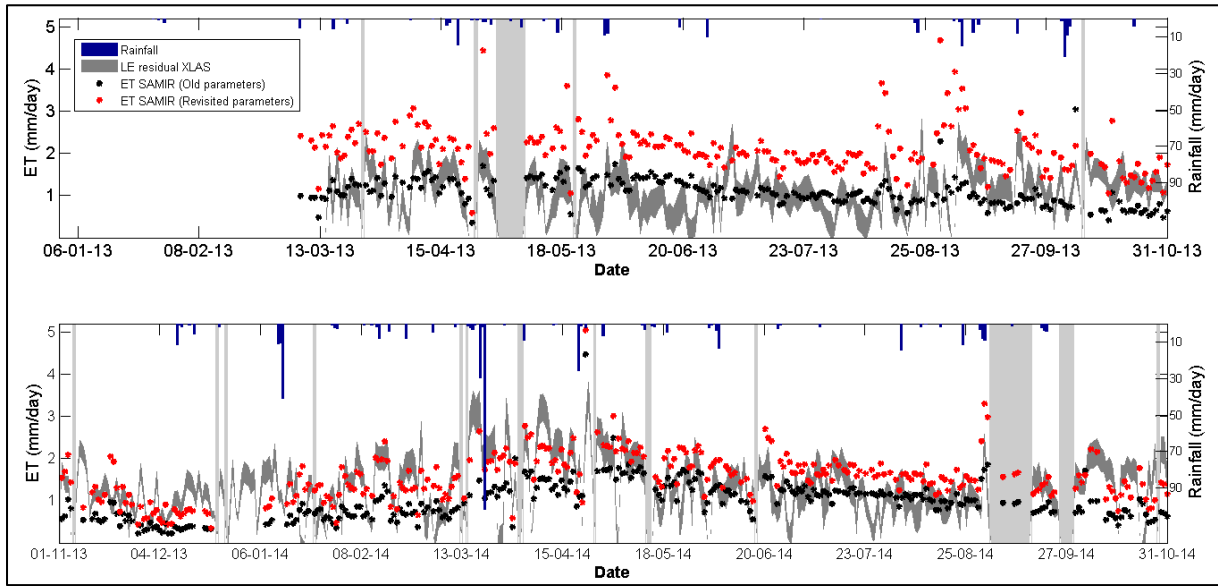 5
4
3
2
1
ET (mm/day)
Rainfall
LE residual XLAS
ET SAMIR (Old parameters)
ET SAMIR (Revisited parameters)
10
30
50
70
90
Rainfall (mm/day)
06-01-13 08-02-13 13-03-13 15-04-13 18-05-13 20-06-13 23-07-13 25-08-13 27-09-13 31-10-13
Date
5
4
3
2
1
ET (mm/day)
10
30
50
70
90
Rainfall (mm/day)
01-11-13 04-12-13 06-01-14 08-02-14 13-03-14 15-04-14 18-05-14 20-06-14 23-07-14 25-08-14 27-09-14 31-10-14
Date